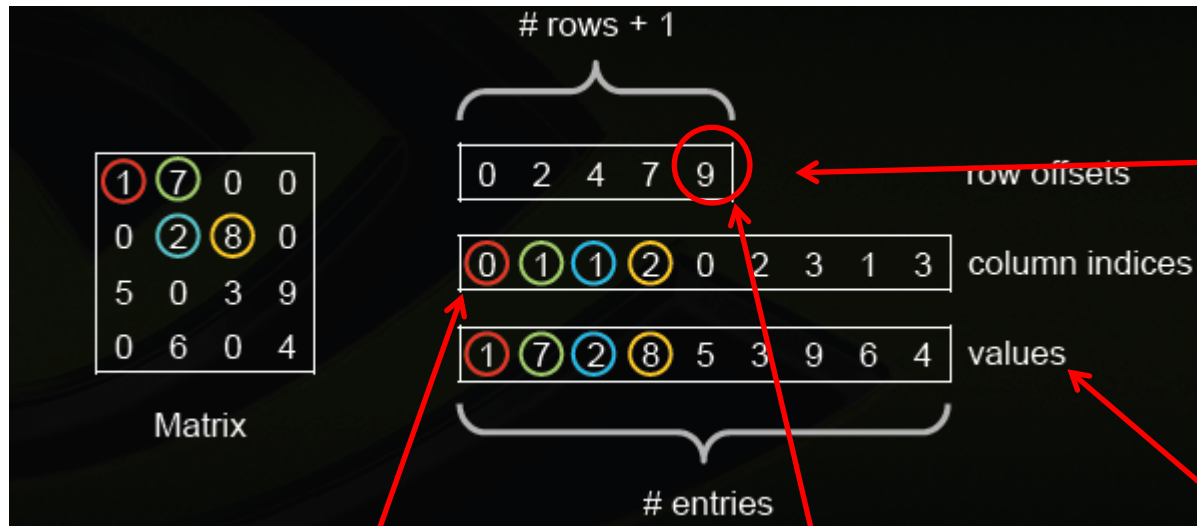 # rows + 1
0 2 4 7 9 row offsets
1 7 0 0
0 2 8 0
5 0 3 9
0 6 0 4
Matrix
0 1 1 2 0 2 3 1 3 column indices
1 7 2 8 5 3 9 6 4 values
# entries